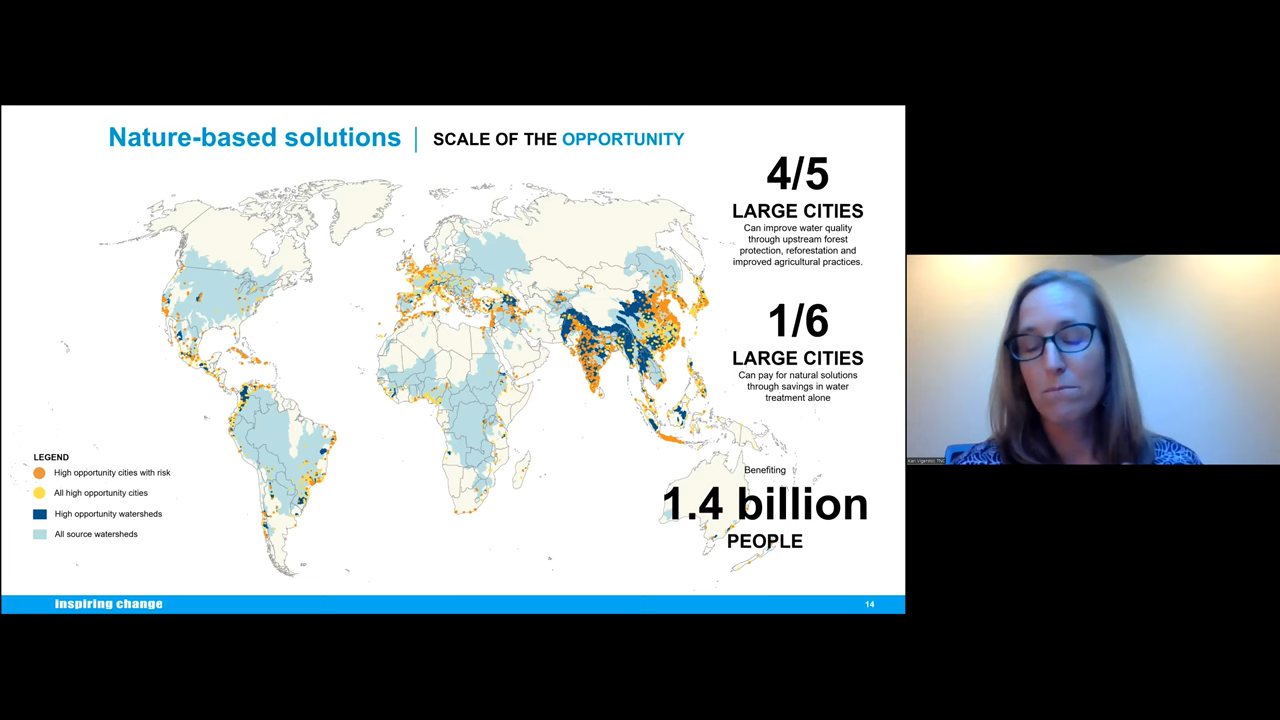 Nature-based solutions | SCALE OF THE OPPORTUNITY
4/5
LARGE CITIES
Can improve water quality
through upstream forest
protection, reforestation and
improved agricultural practices.
1/6
LARGE CITIES
Can pay for natural solutions
through savings in water
treatment alone
Benefiting
1.4 billion
PEOPLE
LEGEND
High opportunity cities with risk
All high opportunity cities
High opportunity watersheds
All source watersheds
inspiring change
14
Kari Vigerstol, TNC